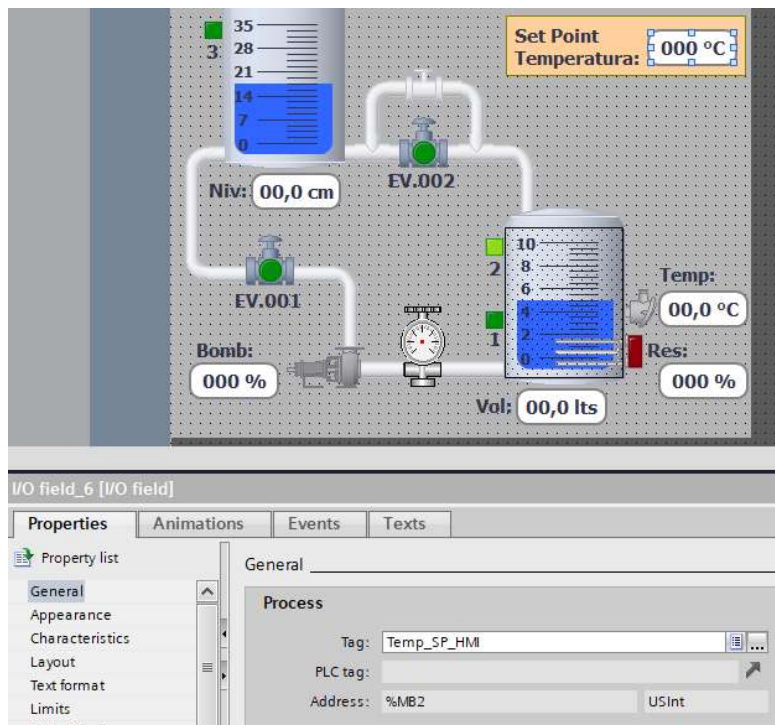 35
3
28
21
14
7
0
Set Point
Temperatura:
000 °C
Niv:
00,0 cm
EV.002
EV.001
10
2
8
6
4
1
2
0
Temp:
00,0 °C
Bomb:
000 %
Res:
000 %
Vol:
00,0 lts
I/O field_6 [I/O field]
Properties
Animations
Events
Texts
Property list
General
Appearance
Characteristics
Layout
Text format
Limits
General
Process
Tag:
Temp_SP_HMI
...
PLC tag:
Address:
%MB2
USInt